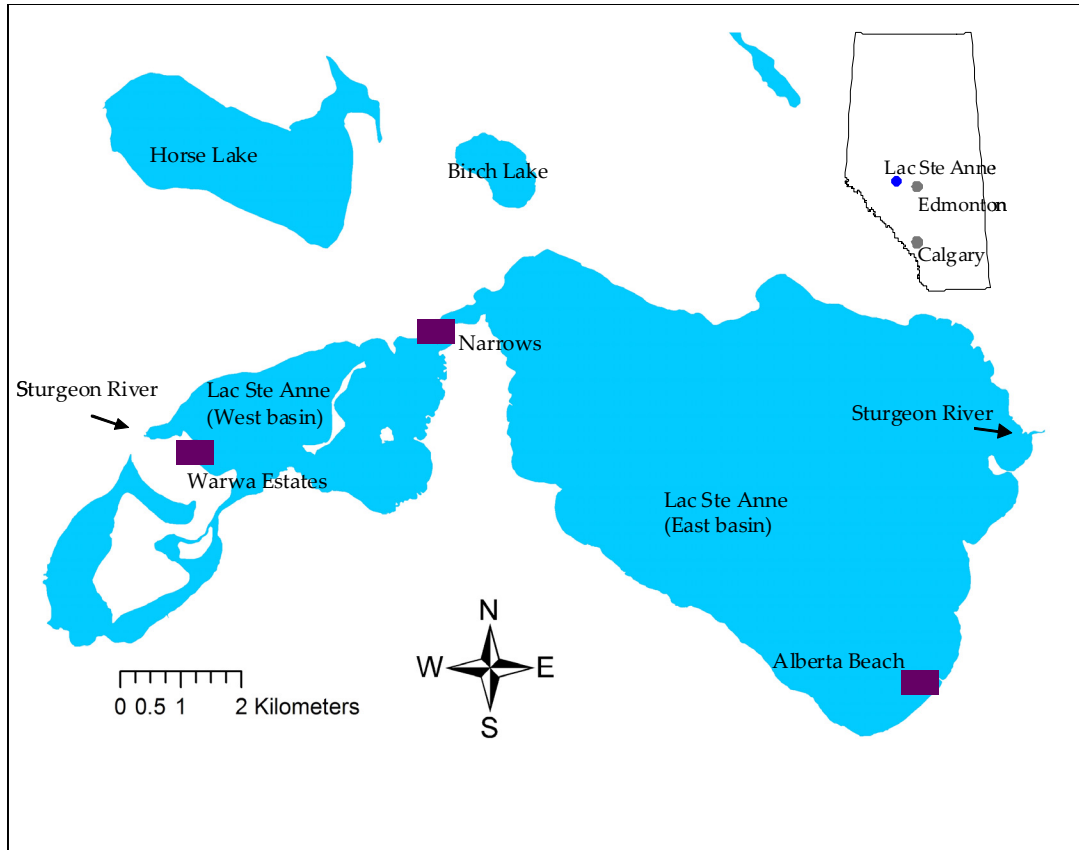 Horse Lake
Birch Lake
Lac Ste Anne
Edmonton
Calgary
Narrows
Sturgeon River
Lac Ste Anne
(West basin)
Warwa Estates
Sturgeon River
Lac Ste Anne
(East basin)
Alberta Beach
N
W E
S
0 0.5 1 2 Kilometers